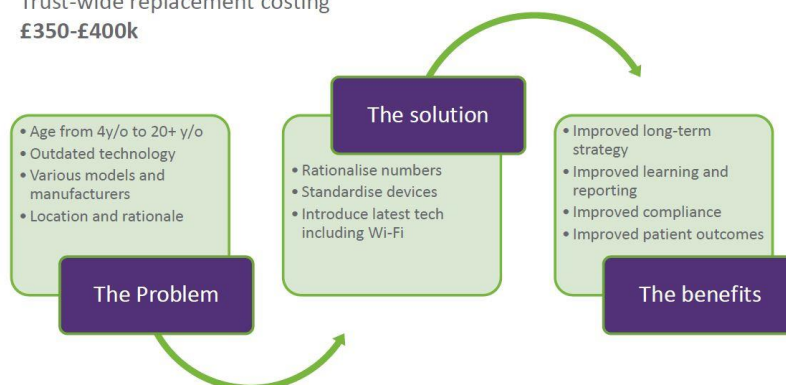 Trust-wide replacement costing
£350-£400k
• Age from 4y/o to 20+ y/o
• Outdated technology
• Various models and
manufacturers
• Location and rationale
The Problem
The solution
• Rationalise numbers
• Standardise devices
• Introduce latest tech
including Wi-Fi
• Improved long-term
strategy
• Improved learning and
reporting
• Improved compliance
• Improved patient outcomes
The benefits